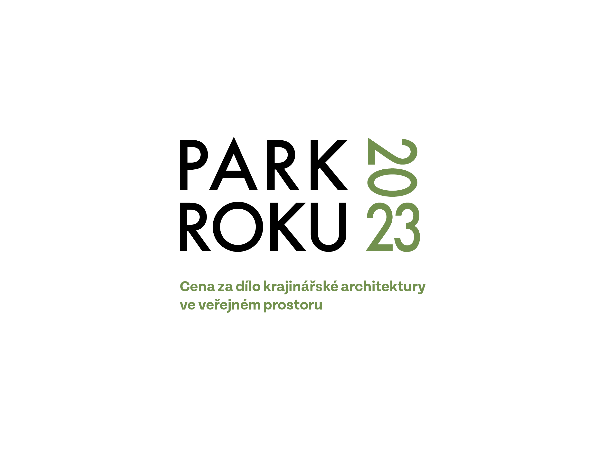 PARK 20
ROKU 23
Cena za dílo krajinářské architektury
ve veřejném prostoru